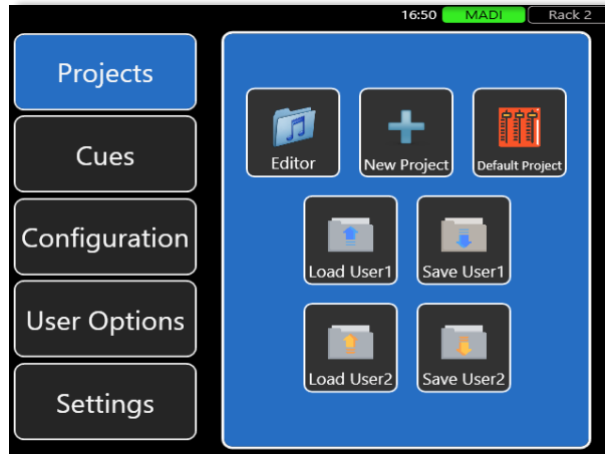 16:50 MADI Rack 2
Projects
Cues
Configuration
User Options
Settings
Editor New Project Default Project
Load User1 Save User1
Load User2 Save User2